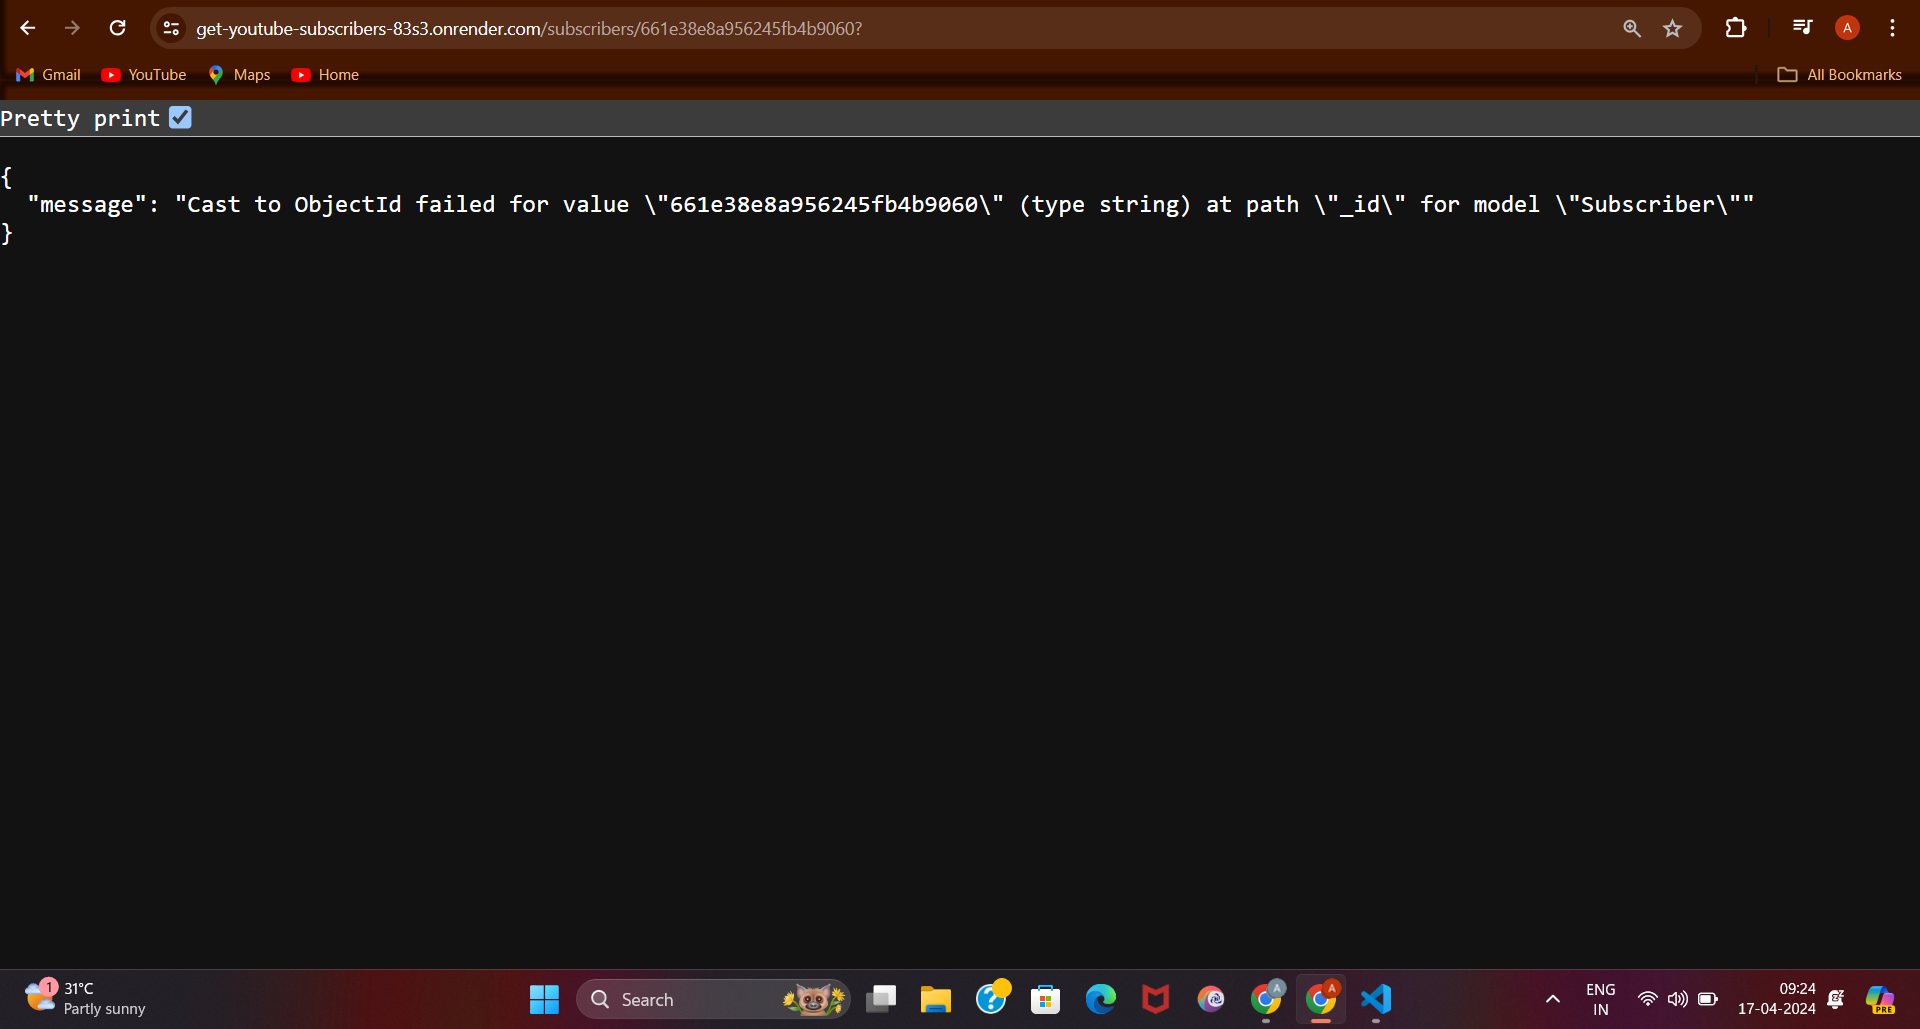 get-youtube-subscribers-83s3.onrender.com/subscribers/661e38e8a956245fb4b9060?
A
Gmail
YouTube
Maps
Home
All Bookmarks
Pretty print
{
"message": "Cast to ObjectId failed for value \"661e38e8a956245fb4b9060\" (type string) at path \"_id\" for model \"Subscriber\""
}
1
31°C
Partly sunny
Search
A
A
ENG
IN
09:24
17-04-2024
PRE